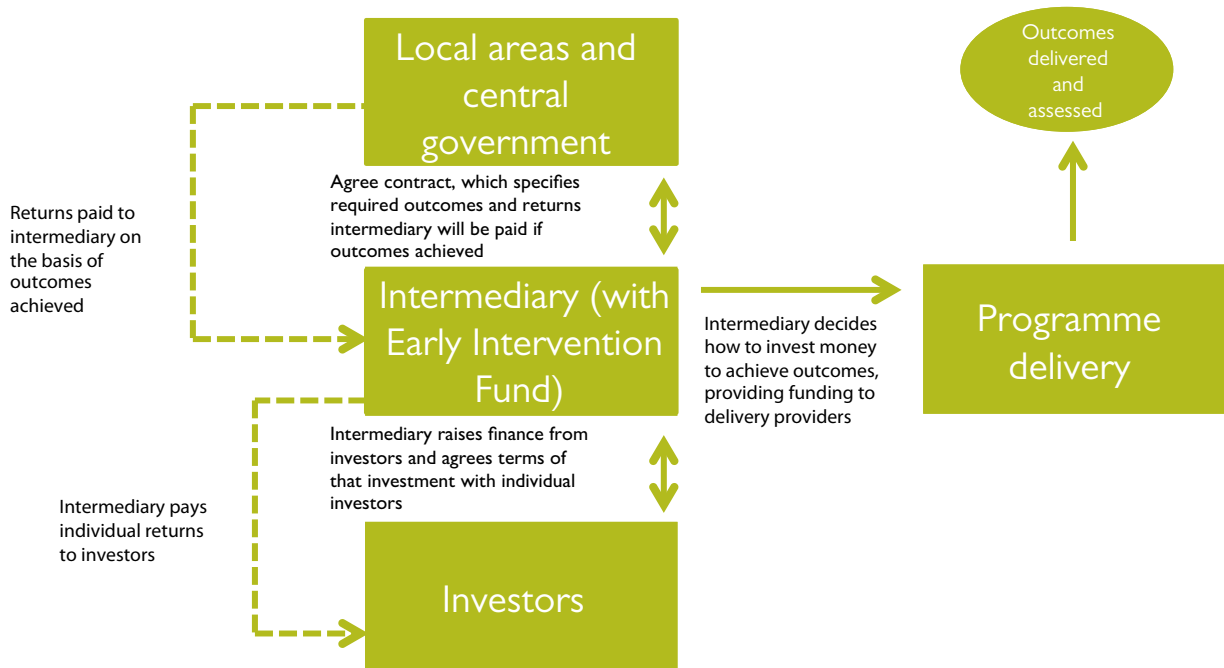 Local areas and
central
government
Outcomes
delivered
and
assessed
Agree contract, which specifies
required outcomes and returns
intermediary will be paid if
outcomes achieved
Returns paid to
intermediary on
the basis of
outcomes
achieved
Intermediary (with
Early Intervention
Fund)
Intermediary decides
how to invest money
to achieve outcomes,
providing funding to
delivery providers
Programme
delivery
Intermediary raises finance from
investors and agrees terms of
that investment with individual
investors
Intermediary pays
individual returns
to investors
Investors